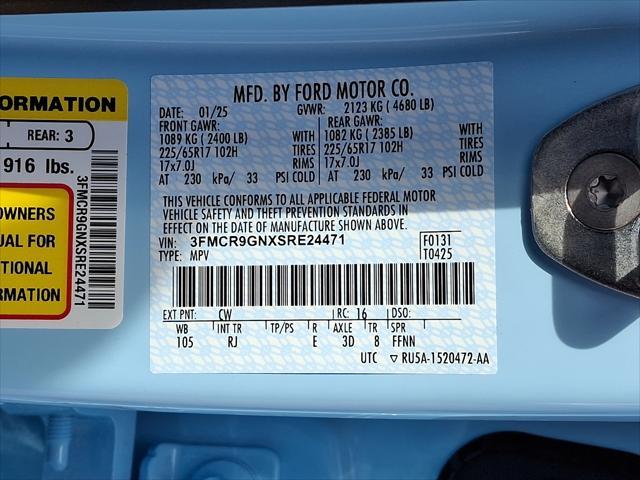 ORMATION
REAR: 3
916 lbs.
OWNERS
UAL FOR
TIONAL
RMATION
3FMCR9GNXSRE24471
MFD. BY FORD MOTOR CO.
DATE: 01/25 GVWR: 2123 KG ( 4680 LB)
FRONT GAWR: REAR GAWR:
1089 KG ( 2400 LB) WITH 1082 KG ( 2385 LB) WITH
225/65R17 102H TIRES 225/65R17 102H TIRES
17x7.0J RIMS 17x7.0J RIMS
AT 230 kPa/ 33 PSI COLD AT 230 kPa/ 33 PSI COLD
THIS VEHICLE CONFORMS TO ALL APPLICABLE FEDERAL MOTOR
VEHICLE SAFETY AND THEFT PREVENTION STANDARDS IN
EFFECT ON THE DATE OF MANUFACTURE SHOWN ABOVE.
VIN: 3FMCR9GNXSRE24471 F0131
TYPE: MPV T0425
EXT PNT: CW RC: 16 DSO:
WB INT TR TP/PS R AXLE TR SPR
105 RJ E 3D 8 FFNN
UTC ▽ RU5A-1520472-AA